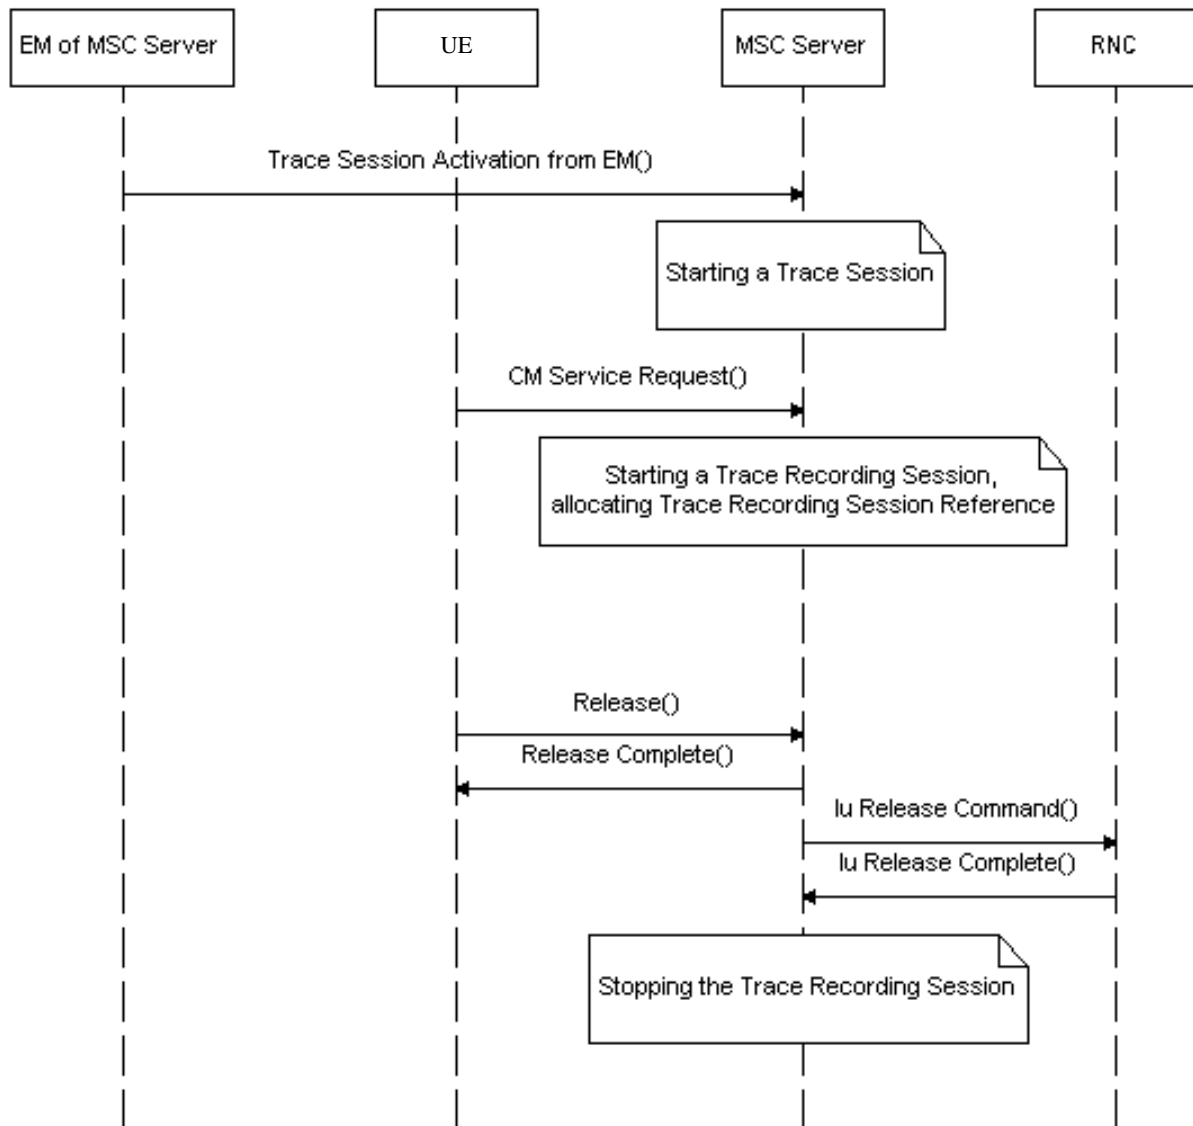 EM of MSC Server
UE
MSC Server
RNC
Trace Session Activation from EM()
Starting a Trace Session
CM Service Request()
Starting a Trace Recording Session,
allocating Trace Recording Session Reference
Release()
Release Complete()
Iu Release Command()
Iu Release Complete()
Stopping the Trace Recording Session